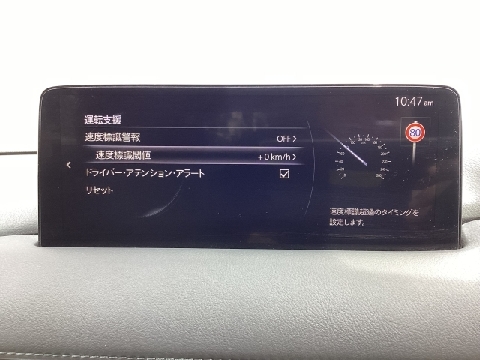 10:47am
運転支援
速度標識警報 OFF
速度標識閾値 +0km/h
ドライバー・アテンション・アラート
リセット
80
速度標識超過のタイミングを
設定します。